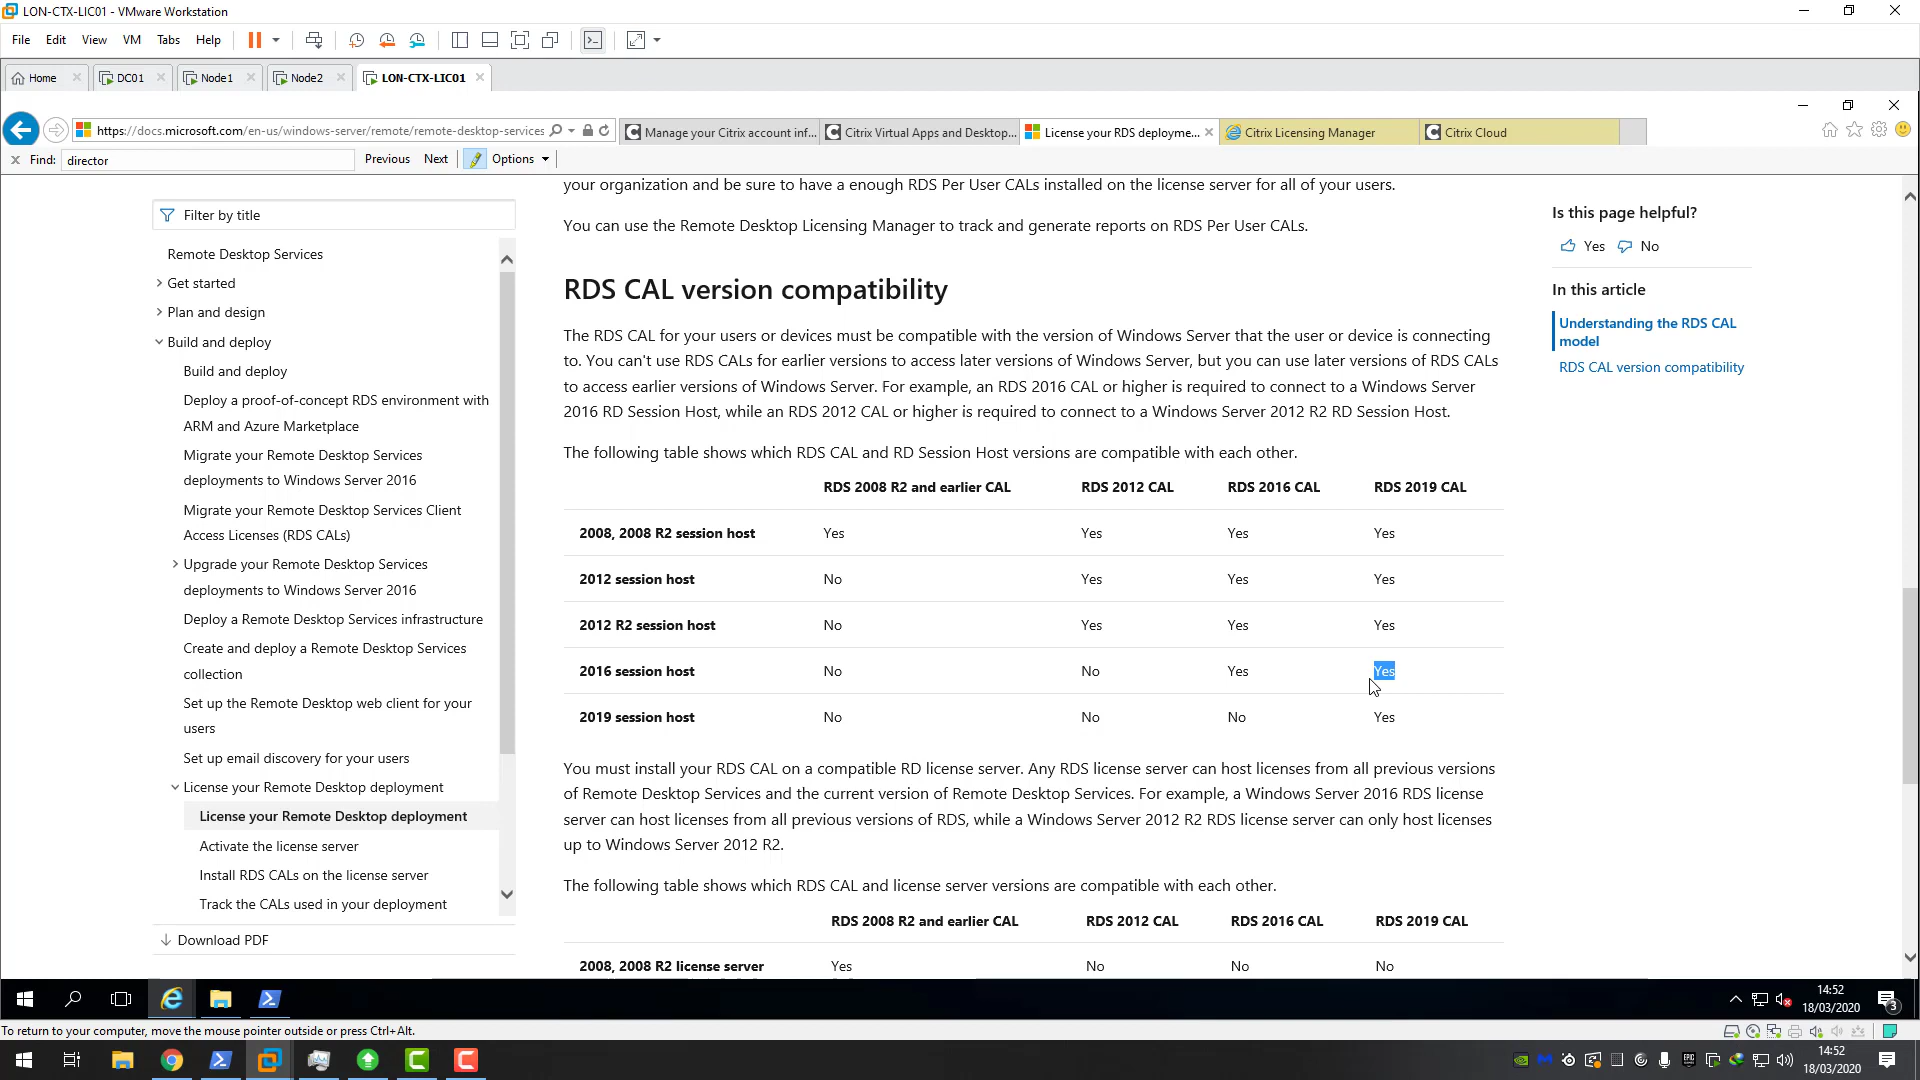 LON-CTX-LIC01 - VMware Workstation
File Edit View VM Tabs Help
Home DC01 Node1 Node2 LON-CTX-LIC01
https://docs.microsoft.com/en-us/windows-server/remote/remote-desktop-services
Manage your Citrix account inf... Citrix Virtual Apps and Desktop... License your RDS deployme... Citrix Licensing Manager Citrix Cloud
Find: director Previous Next Options
Filter by title
Remote Desktop Services
Get started
Plan and design
Build and deploy
Build and deploy
Deploy a proof-of-concept RDS environment with
ARM and Azure Marketplace
Migrate your Remote Desktop Services
deployments to Windows Server 2016
Migrate your Remote Desktop Services Client
Access Licenses (RDS CALs)
Upgrade your Remote Desktop Services
deployments to Windows Server 2016
Deploy a Remote Desktop Services infrastructure
Create and deploy a Remote Desktop Services
collection
Set up the Remote Desktop web client for your
users
Set up email discovery for your users
License your Remote Desktop deployment
License your Remote Desktop deployment
Activate the license server
Install RDS CALs on the license server
Track the CALs used in your deployment
Download PDF
your organization and be sure to have a enough RDS Per User CALs installed on the license server for all of your users.
You can use the Remote Desktop Licensing Manager to track and generate reports on RDS Per User CALs.
RDS CAL version compatibility
The RDS CAL for your users or devices must be compatible with the version of Windows Server that the user or device is connecting
to. You can't use RDS CALs for earlier versions to access later versions of Windows Server, but you can use later versions of RDS CALs
to access earlier versions of Windows Server. For example, an RDS 2016 CAL or higher is required to connect to a Windows Server
2016 RD Session Host, while an RDS 2012 CAL or higher is required to connect to a Windows Server 2012 R2 RD Session Host.
The following table shows which RDS CAL and RD Session Host versions are compatible with each other.
RDS 2008 R2 and earlier CAL RDS 2012 CAL RDS 2016 CAL RDS 2019 CAL
2008, 2008 R2 session host Yes Yes Yes Yes
2012 session host No Yes Yes Yes
2012 R2 session host No Yes Yes Yes
2016 session host No No Yes Yes
2019 session host No No No Yes
You must install your RDS CAL on a compatible RD license server. Any RDS license server can host licenses from all previous versions
of Remote Desktop Services and the current version of Remote Desktop Services. For example, a Windows Server 2016 RDS license
server can host licenses from all previous versions of RDS, while a Windows Server 2012 R2 RDS license server can only host licenses
up to Windows Server 2012 R2.
The following table shows which RDS CAL and license server versions are compatible with each other.
RDS 2008 R2 and earlier CAL RDS 2012 CAL RDS 2016 CAL RDS 2019 CAL
2008, 2008 R2 license server Yes No No No
Is this page helpful?
Yes No
In this article
Understanding the RDS CAL
model
RDS CAL version compatibility
14:52
18/03/2020
3
To return to your computer, move the mouse pointer outside or press Ctrl+Alt.
14:52
18/03/2020